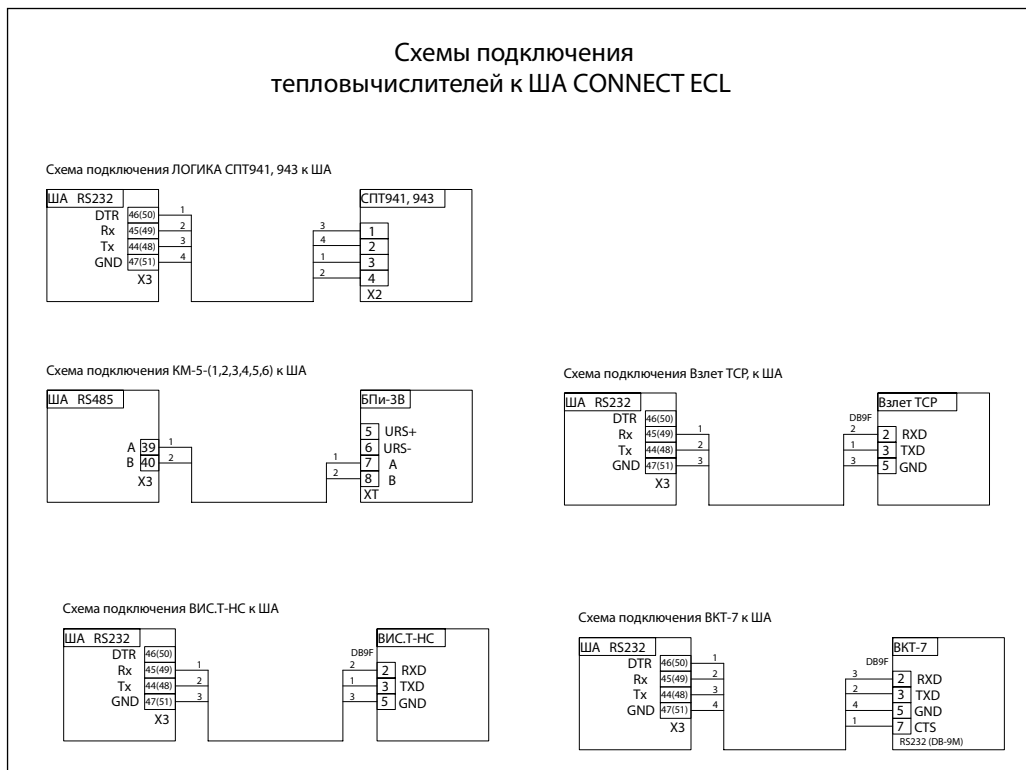 Схемы подключения
тепловычислителей к ША CONNECT ECL
Схема подключения ЛОГИКА СПТ941, 943 к ША
ША RS232
DTR 46(50) 1
Rx 45(49) 2
Tx 44(48) 3
GND 47(51) 4
X3
СПТ941, 943
3 1
4 2
1 3
2 4
X2
Схема подключения КМ-5-(1,2,3,4,5,6) к ША
ША RS485
A 39 1
B 40 2
X3
БПи-3В
5 URS+
6 URS-
1 7 A
2 8 B
XT
Схема подключения Взлет ТСР, к ША
ША RS232
DTR 46(50)
Rx 45(49) 1
Tx 44(48) 2
GND 47(51) 3
X3
Взлет ТСР
DB9F
2 2 RXD
1 3 TXD
3 5 GND
Схема подключения ВИС.Т-НС к ША
ША RS232
DTR 46(50)
Rx 45(49) 1
Tx 44(48) 2
GND 47(51) 3
X3
ВИС.Т-НС
DB9F
2 2 RXD
1 3 TXD
3 5 GND
Схема подключения ВКТ-7 к ША
ША RS232
DTR 46(50) 1
Rx 45(49) 2
Tx 44(48) 3
GND 47(51) 4
X3
ВКТ-7
DB9F
3 2 RXD
2 3 TXD
4 5 GND
1 7 CTS
RS232 (DB-9M)